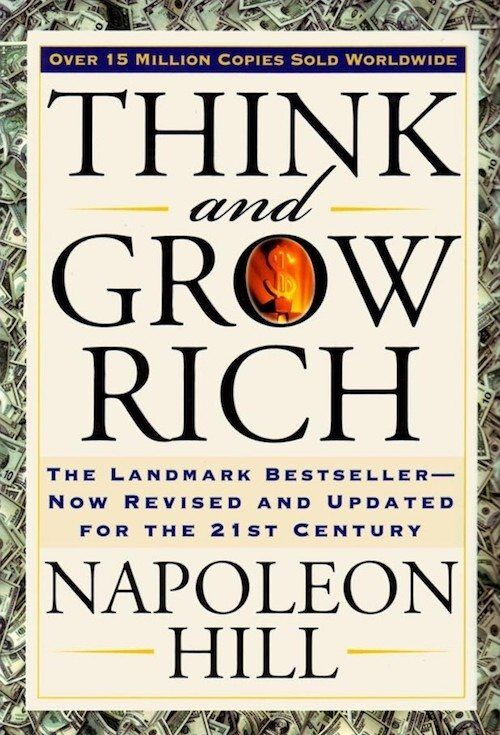 OVER 15 MILLION COPIES SOLD WORLDWIDE
THINK
and
GROW
RICH
THE LANDMARK BESTSELLER—
NOW REVISED AND UPDATED
FOR THE 21ST CENTURY
NAPOLEON
HILL